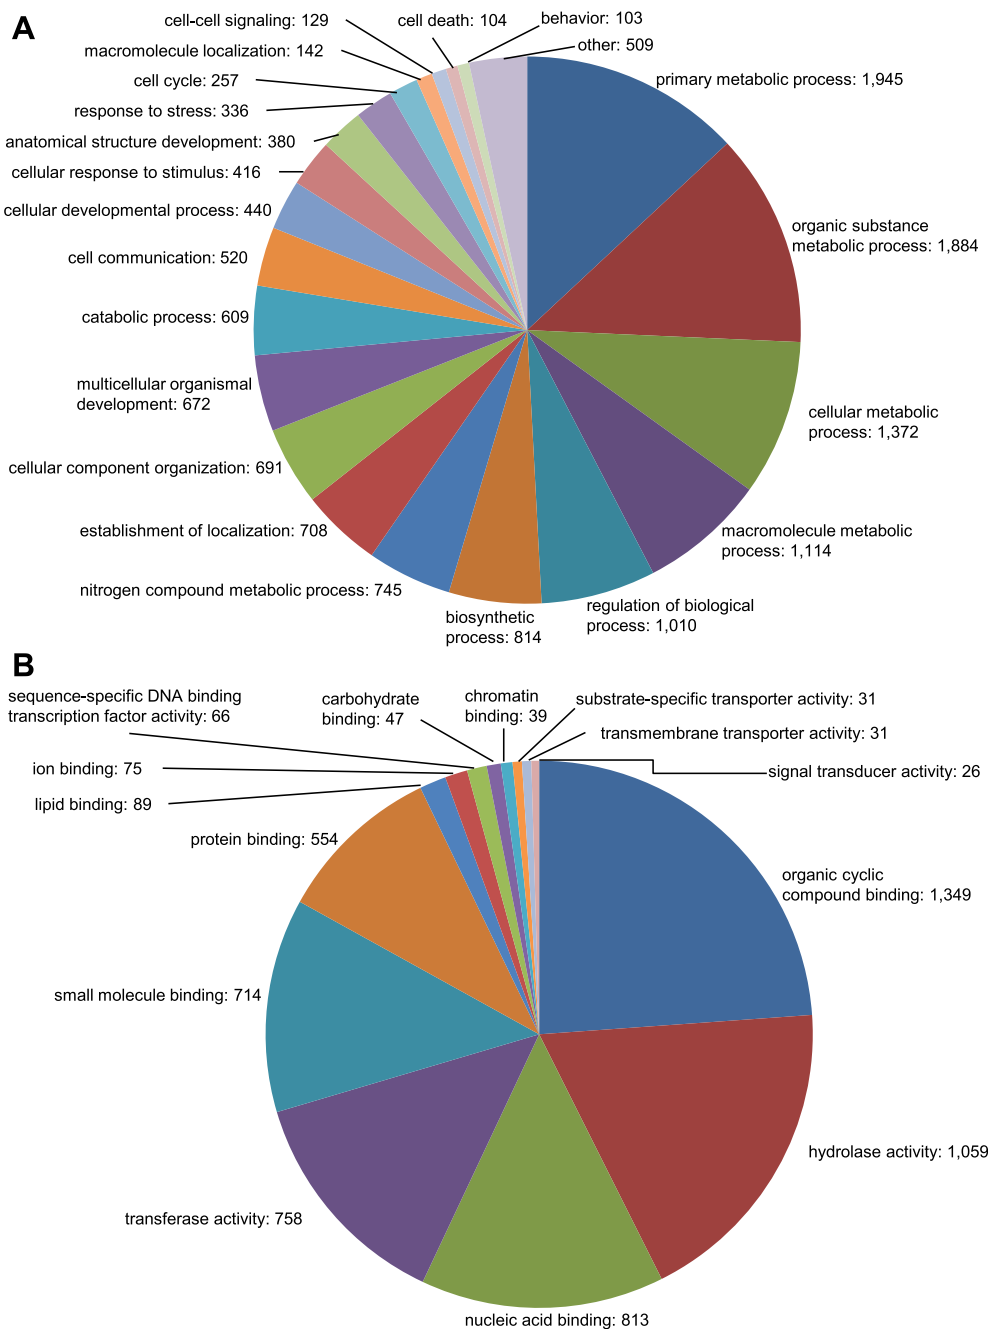 A
cell-cell signaling: 129
cell death: 104
behavior: 103
other: 509
macromolecule localization: 142
cell cycle: 257
response to stress: 336
anatomical structure development: 380
cellular response to stimulus: 416
cellular developmental process: 440
cell communication: 520
catabolic process: 609
multicellular organismal
development: 672
cellular component organization: 691
establishment of localization: 708
nitrogen compound metabolic process: 745
biosynthetic
process: 814
regulation of biological
process: 1,010
macromolecule metabolic
process: 1,114
cellular metabolic
process: 1,372
organic substance
metabolic process: 1,884
primary metabolic process: 1,945
B
sequence-specific DNA binding
transcription factor activity: 66
carbohydrate
binding: 47
chromatin
binding: 39
substrate-specific transporter activity: 31
transmembrane transporter activity: 31
signal transducer activity: 26
ion binding: 75
lipid binding: 89
protein binding: 554
small molecule binding: 714
transferase activity: 758
nucleic acid binding: 813
hydrolase activity: 1,059
organic cyclic
compound binding: 1,349